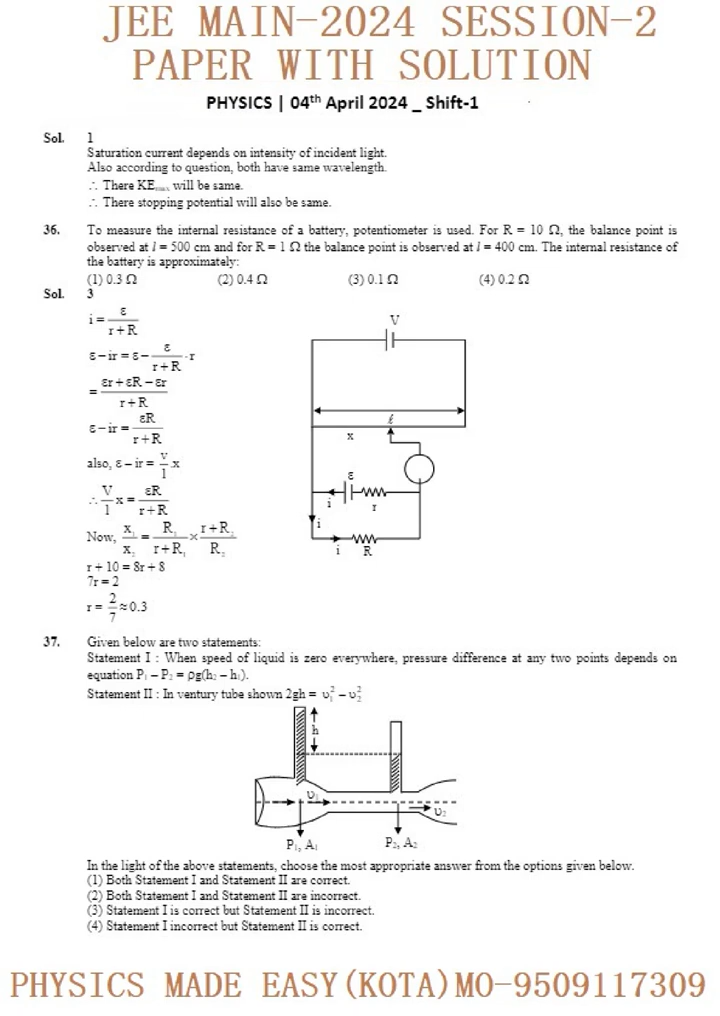 JEE MAIN-2024 SESSION-2
PAPER WITH SOLUTION
PHYSICS | 04th April 2024 _ Shift-1
Sol. 1
Saturation current depends on intensity of incident light.
Also according to question, both have same wavelength.
∴ There KEmax will be same.
∴ There stopping potential will also be same.
36. To measure the internal resistance of a battery, potentiometer is used. For R = 10 Ω, the balance point is
observed at l = 500 cm and for R = 1 Ω the balance point is observed at l = 400 cm. The internal resistance of
the battery is approximately:
(1) 0.3 Ω (2) 0.4 Ω (3) 0.1 Ω (4) 0.2 Ω
Sol. 3
i = ε/(r + R)
ε – ir = ε – ε/(r + R) · r
= (εr + εR – εr)/(r + R)
ε – ir = εR/(r + R)
also, ε – ir = v/l x
∴ V/l x = εR/(r + R)
Now, x₁/x₂ = R₁/(r + R₁) × (r + R₂)/R₂
r + 10 = 8r + 8
7r = 2
r = 2/7 ≈ 0.3
V
ℓ
x
ε
r
i
i
i R
37. Given below are two statements:
Statement I : When speed of liquid is zero everywhere, pressure difference at any two points depends on
equation P₁ – P₂ = ρg(h₂ – h₁).
Statement II : In ventury tube shown 2gh = υ₁² – υ₂²
h
υ₁
υ₂
P₁, A₁ P₂, A₂
In the light of the above statements, choose the most appropriate answer from the options given below.
(1) Both Statement I and Statement II are correct.
(2) Both Statement I and Statement II are incorrect.
(3) Statement I is correct but Statement II is incorrect.
(4) Statement I incorrect but Statement II is correct.
PHYSICS MADE EASY(KOTA)MO-9509117309